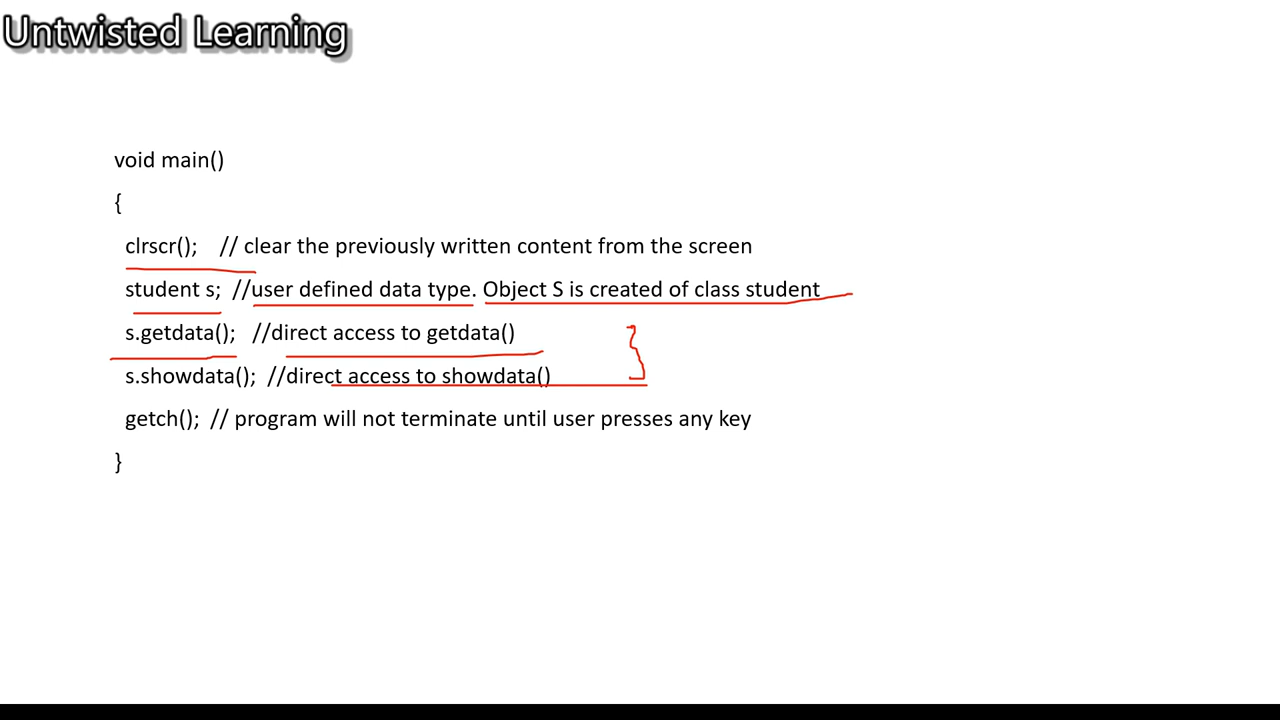 Untwisted Learning
void main()
{
clrscr(); // clear the previously written content from the screen
student s; //user defined data type. Object S is created of class student
s.getdata(); //direct access to getdata()
s.showdata(); //direct access to showdata()
getch(); // program will not terminate until user presses any key
}